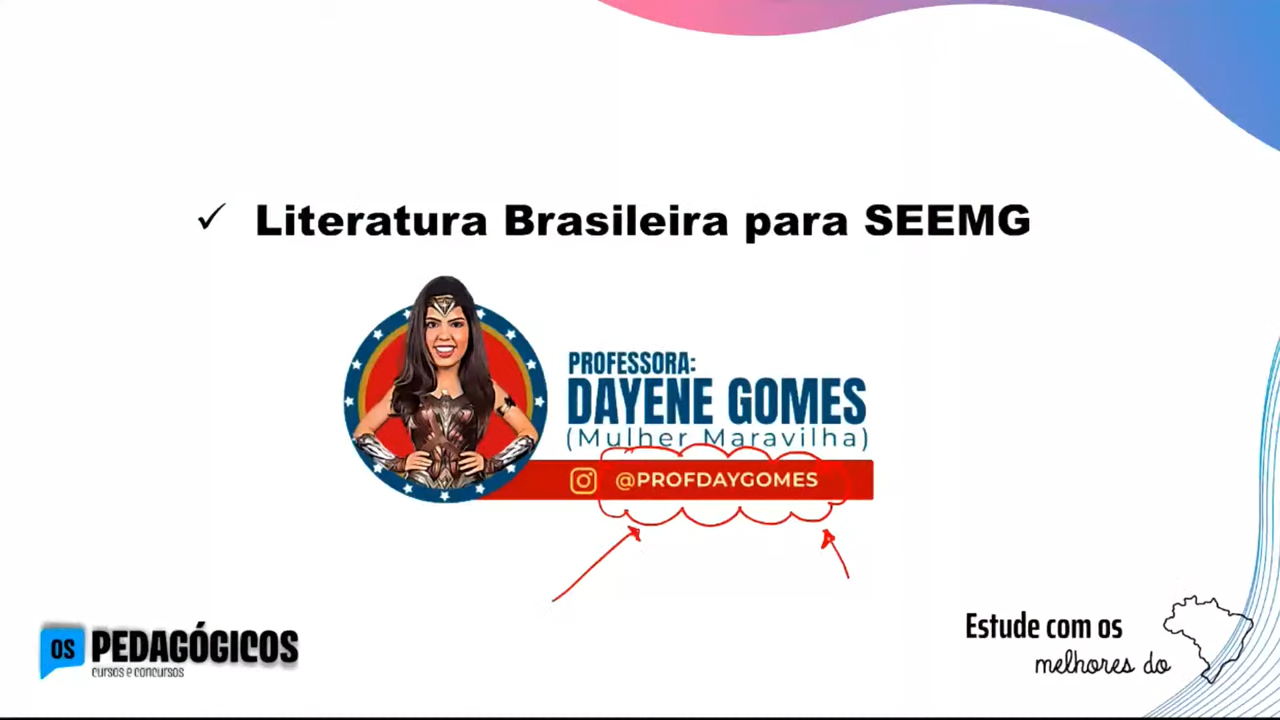 Literatura Brasileira para SEEMG
PROFESSORA:
DAYENE GOMES
(Mulher Maravilha)
@PROFDAYGOMES
OS PEDAGÓGICOS
cursos e concursos
Estude com os
melhores do